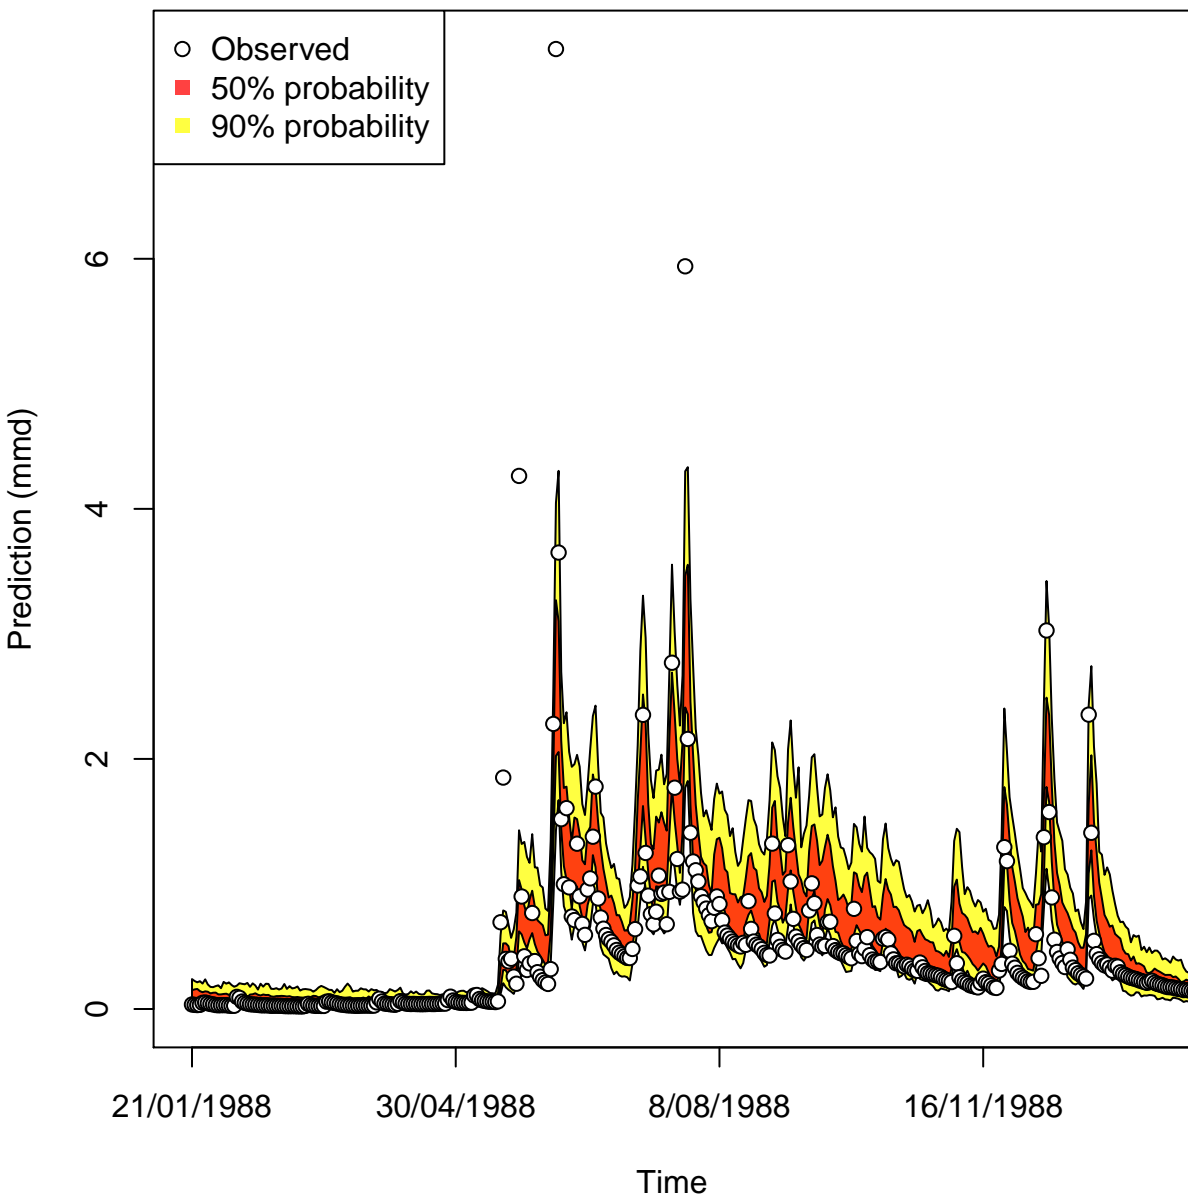 Observed
50% probability
90% probability
6
4
2
0
Prediction (mmd)
21/01/1988
30/04/1988
8/08/1988
16/11/1988
Time